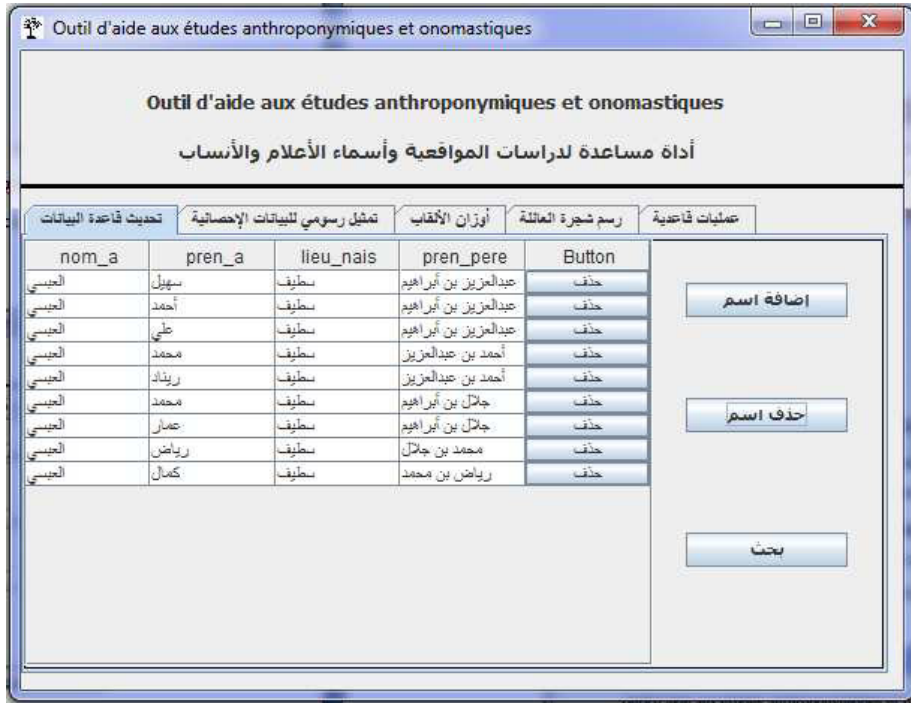 Outil d'aide aux études anthroponymiques et onomastiques
Outil d'aide aux études anthroponymiques et onomastiques
أداة مساعدة لدراسات المواقعية وأسماء الأعلام والأنساب
تحديث قاعدة البيانات تمثيل رسومي للبيانات الإحصائية أوزان الألقاب رسم شجرة العائلة عمليات قاعدية
nom_a pren_a lieu_nais pren_pere Button
العيسي سهيل سطيف عبدالعزيز بن أبراهيم حذف
العيسي أحمد سطيف عبدالعزيز بن أبراهيم حذف
العيسي علي سطيف عبدالعزيز بن أبراهيم حذف
العيسي محمد سطيف أحمد بن عبدالعزيز حذف
العيسي ريناد سطيف أحمد بن عبدالعزيز حذف
العيسي محمد سطيف جلال بن أبراهيم حذف
العيسي عمار سطيف جلال بن أبراهيم حذف
العيسي رياض سطيف محمد بن جلال حذف
العيسي كمال سطيف رياض بن محمد حذف
إضافة اسم
حذف اسم
بحث